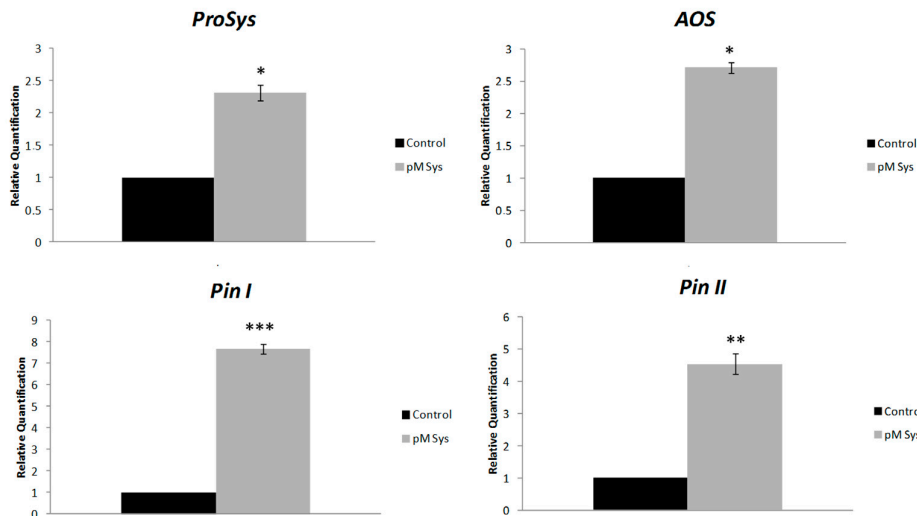 ProSys
Relative Quantification
3
2.5
2
1.5
1
0.5
0
*
Control
pM Sys
AOS
Relative Quantification
3
2.5
2
1.5
1
0.5
0
*
Control
pM Sys
Pin I
Relative Quantification
9
8
7
6
5
4
3
2
1
0
***
Control
pM Sys
Pin II
Relative Quantification
6
5
4
3
2
1
0
**
Control
pM Sys